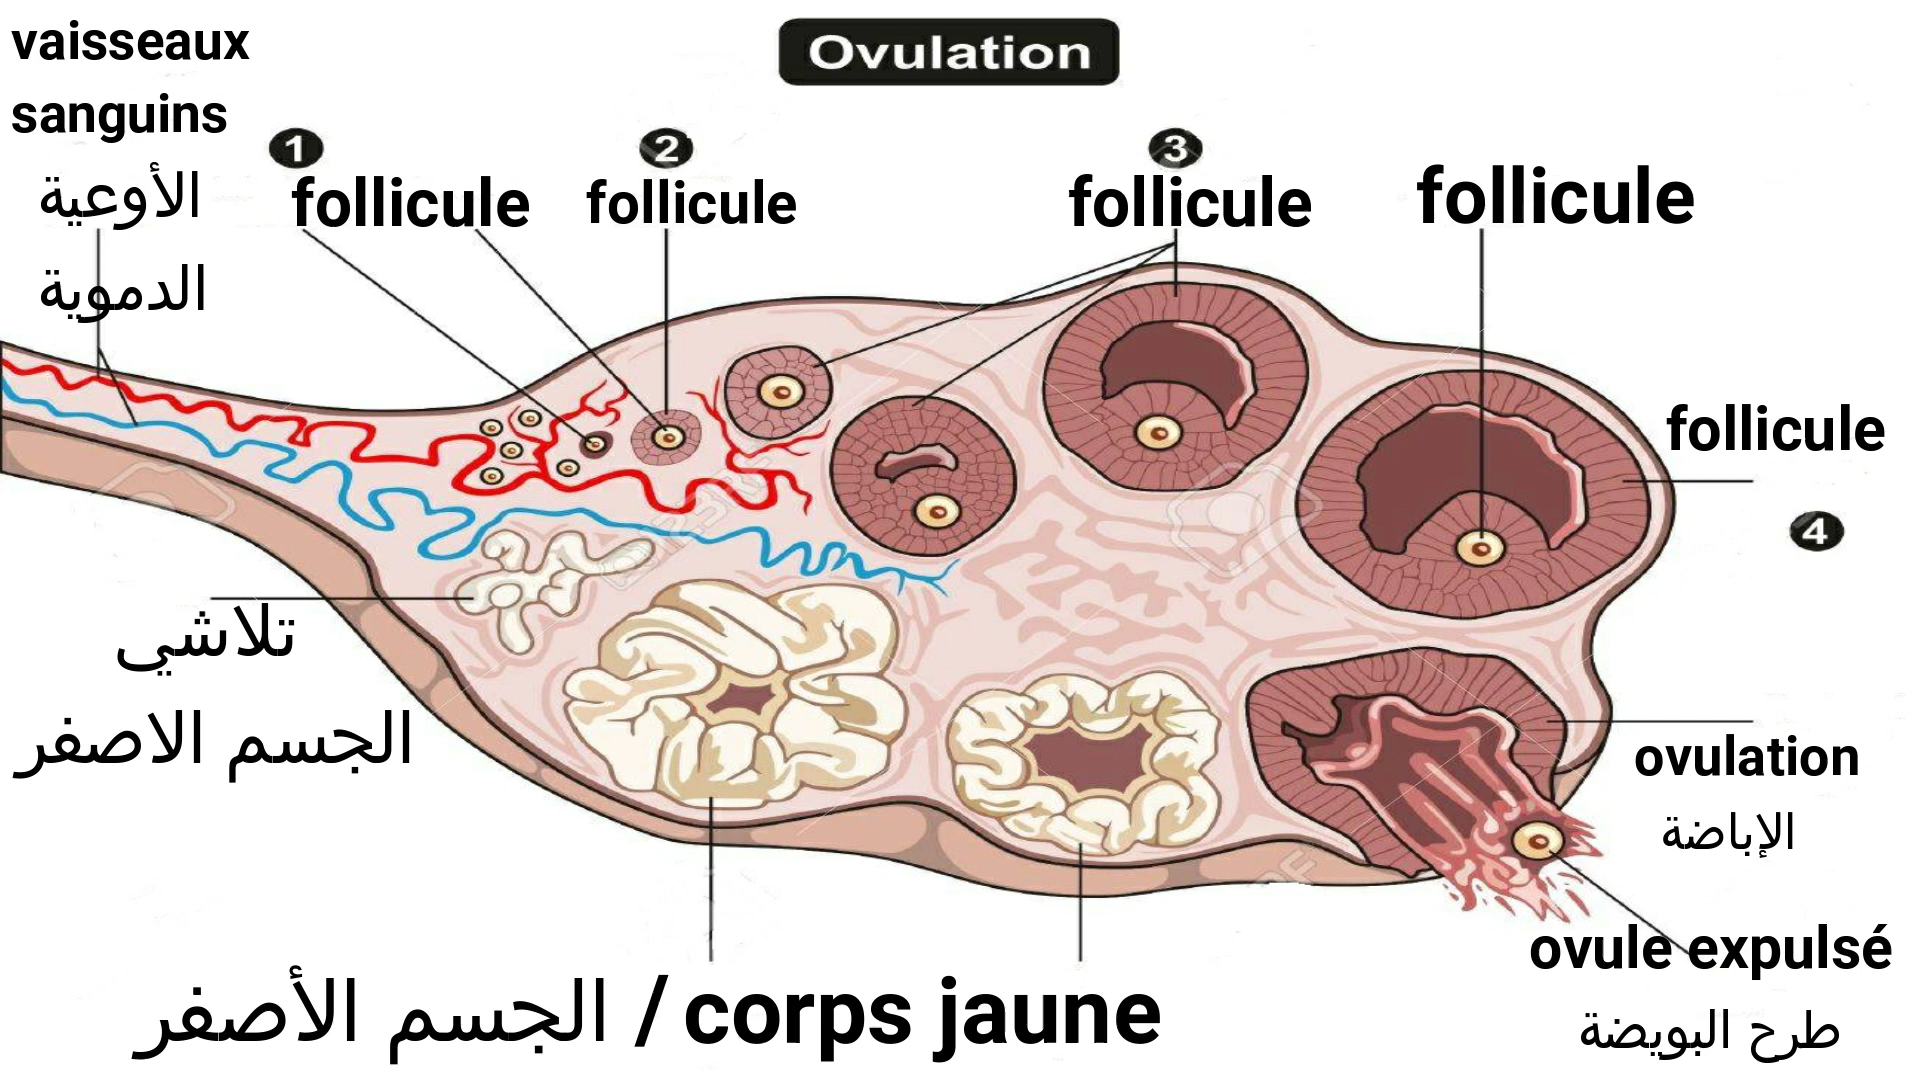 Ovulation
vaisseaux
sanguins
الأوعية
الدموية
1
follicule
2
follicule
3
follicule
follicule
follicule
4
تلاشي
الجسم الاصفر
ovulation
الإباضة
ovule expulsé
طرح البويضة
الجسم الأصفر / corps jaune